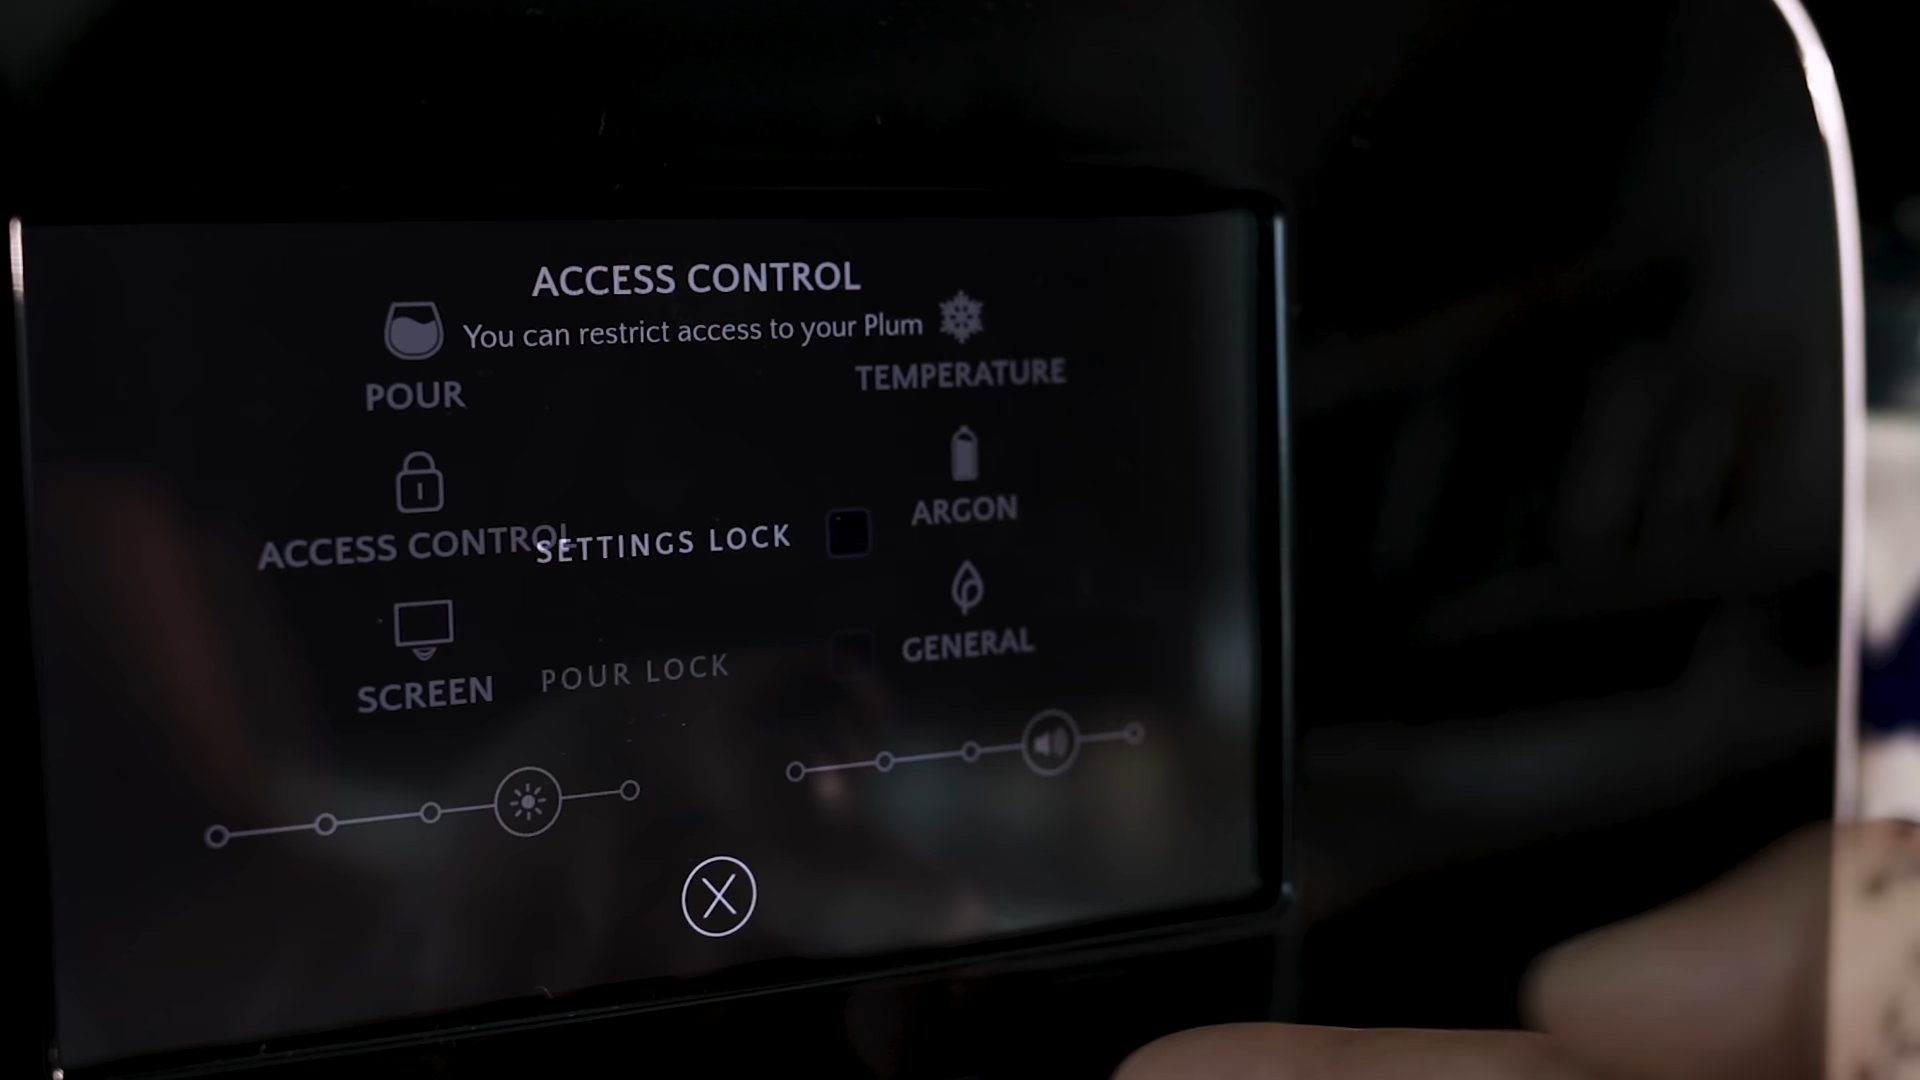 ACCESS CONTROL
You can restrict access to your Plum
POUR
TEMPERATURE
ACCESS CONTROL
SETTINGS LOCK
ARGON
SCREEN
POUR LOCK
GENERAL